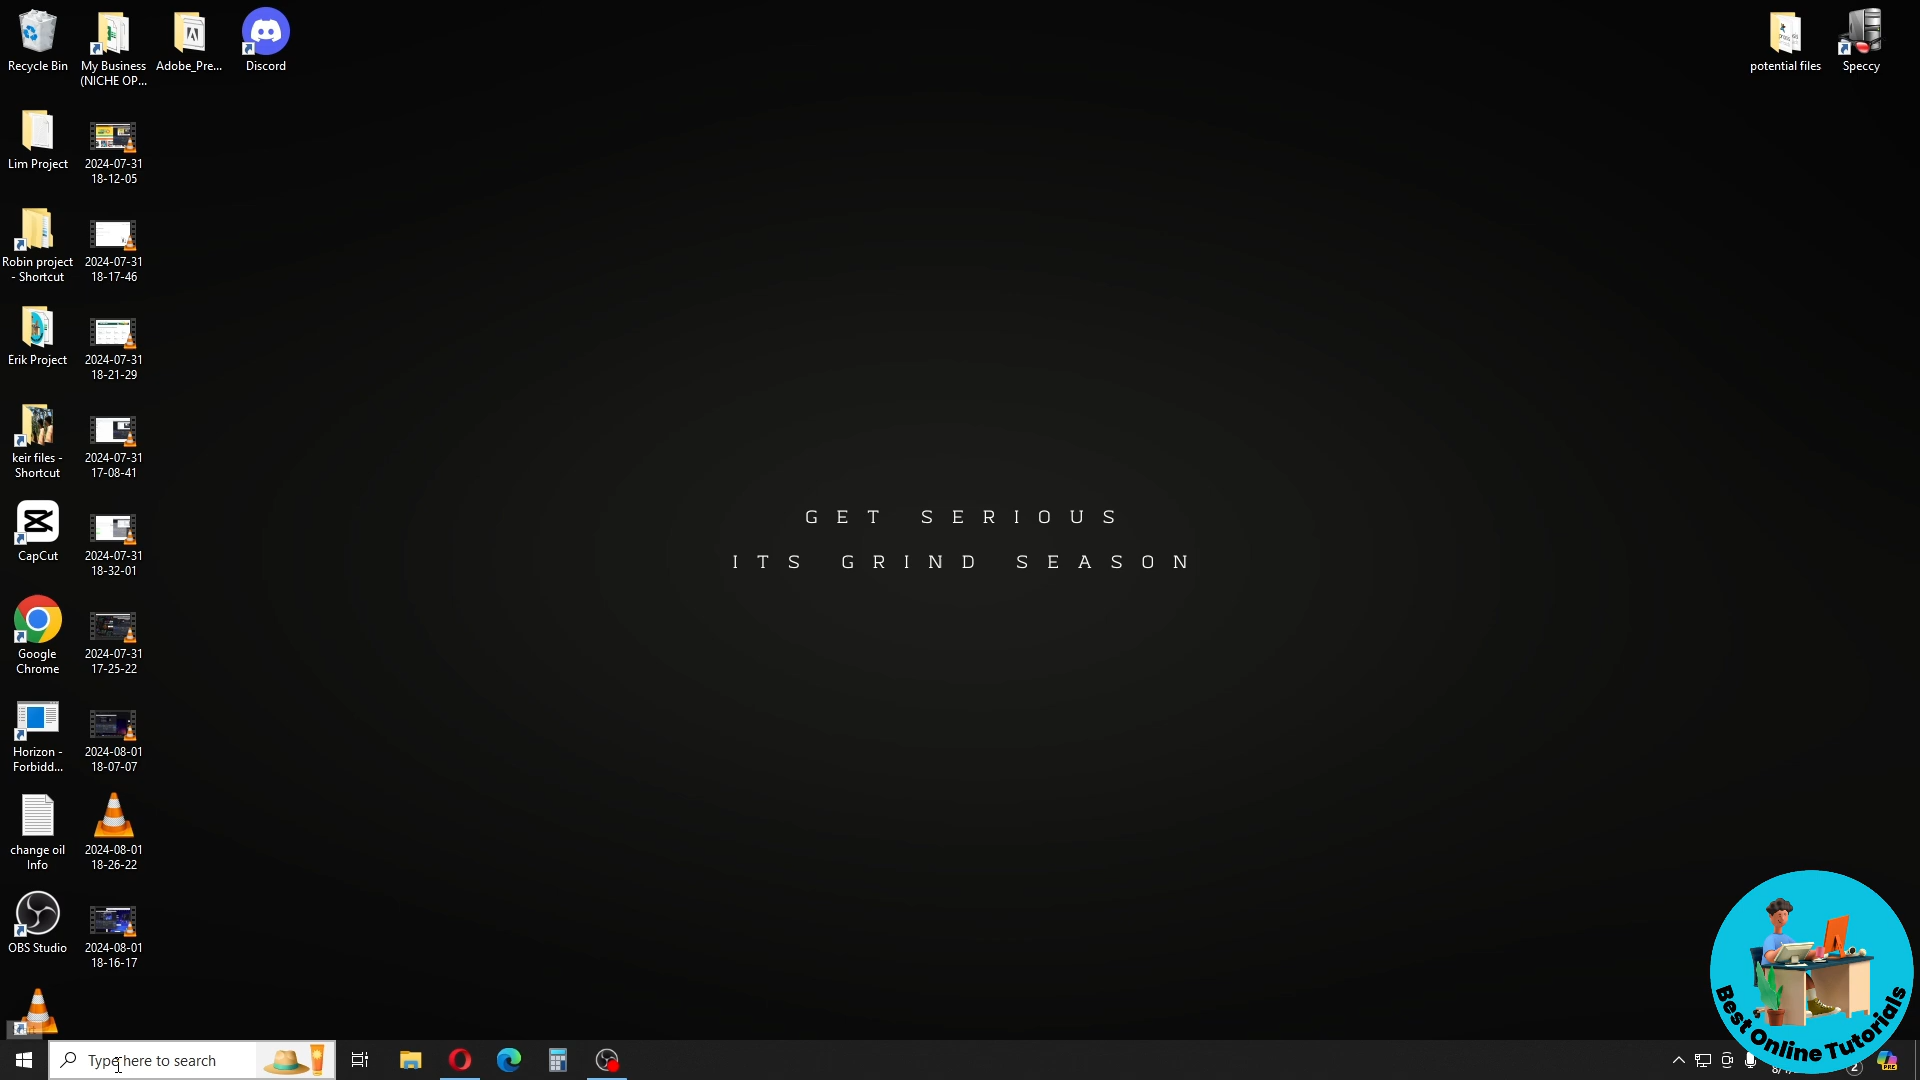 Recycle Bin
My Business
(NICHE OP...
Adobe_Pre...
Discord
potential files
Speccy
Lim Project
2024-07-31
18-12-05
Robin project
- Shortcut
2024-07-31
18-17-46
Erik Project
2024-07-31
18-21-29
keir files -
Shortcut
2024-07-31
17-08-41
GET SERIOUS
ITS GRIND SEASON
CapCut
2024-07-31
18-32-01
Google
Chrome
2024-07-31
17-25-22
Horizon -
Forbidd...
2024-08-01
18-07-07
change oil
Info
2024-08-01
18-26-22
OBS Studio
2024-08-01
18-16-17
Best Online Tutorials
Type here to search
2
PRE